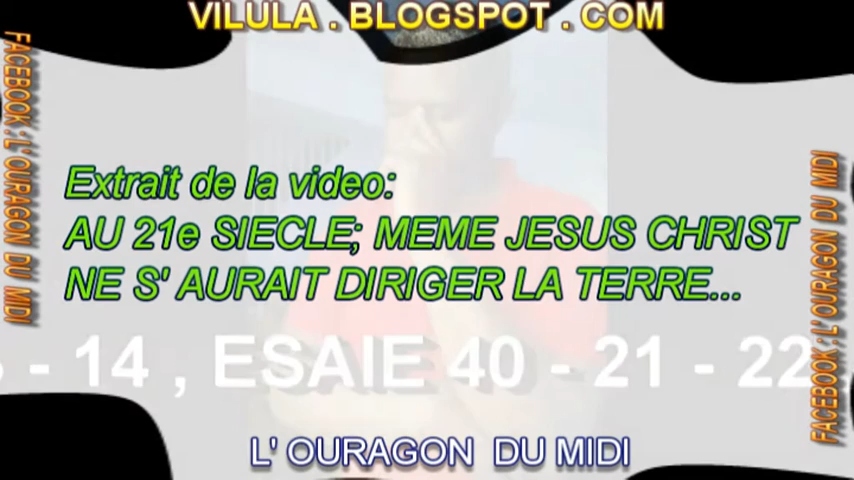 VILULA . BLOGSPOT . COM
FACEBOOK ; L' OURAGON DU MIDI
Extrait de la video:
AU 21e SIECLE; MEME JESUS CHRIST
NE S' AURAIT DIRIGER LA TERRE...
- 14 , ESAIE 40 - 21 - 22
FACEBOOK ; L' OURAGON DU MIDI
L' OURAGON DU MIDI